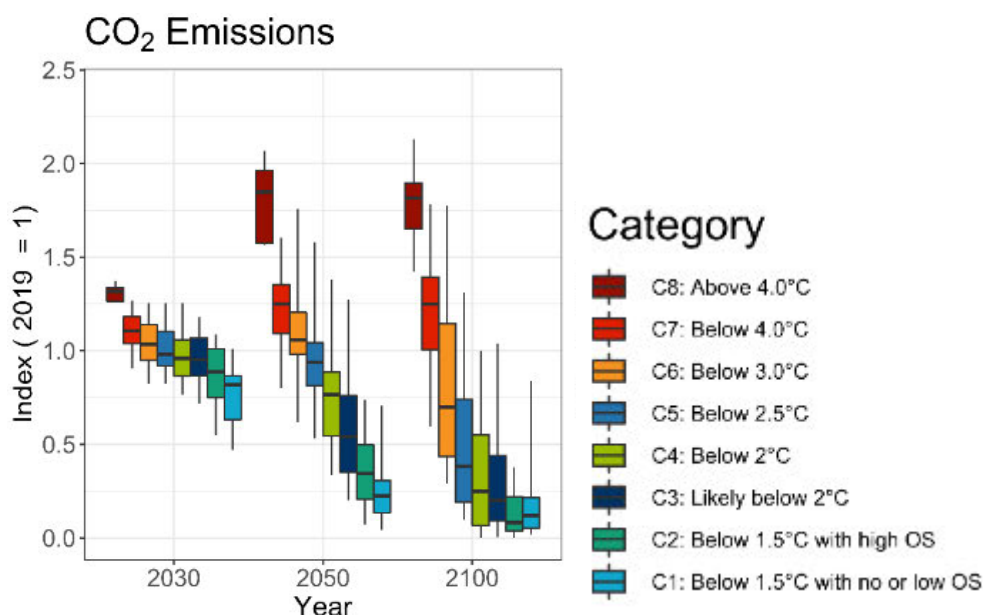 CO₂ Emissions
2.5
2.0
1.5
1.0
0.5
0.0
Index ( 2019 = 1)
2030 2050 2100
Year
Category
C8: Above 4.0°C
C7: Below 4.0°C
C6: Below 3.0°C
C5: Below 2.5°C
C4: Below 2°C
C3: Likely below 2°C
C2: Below 1.5°C with high OS
C1: Below 1.5°C with no or low OS